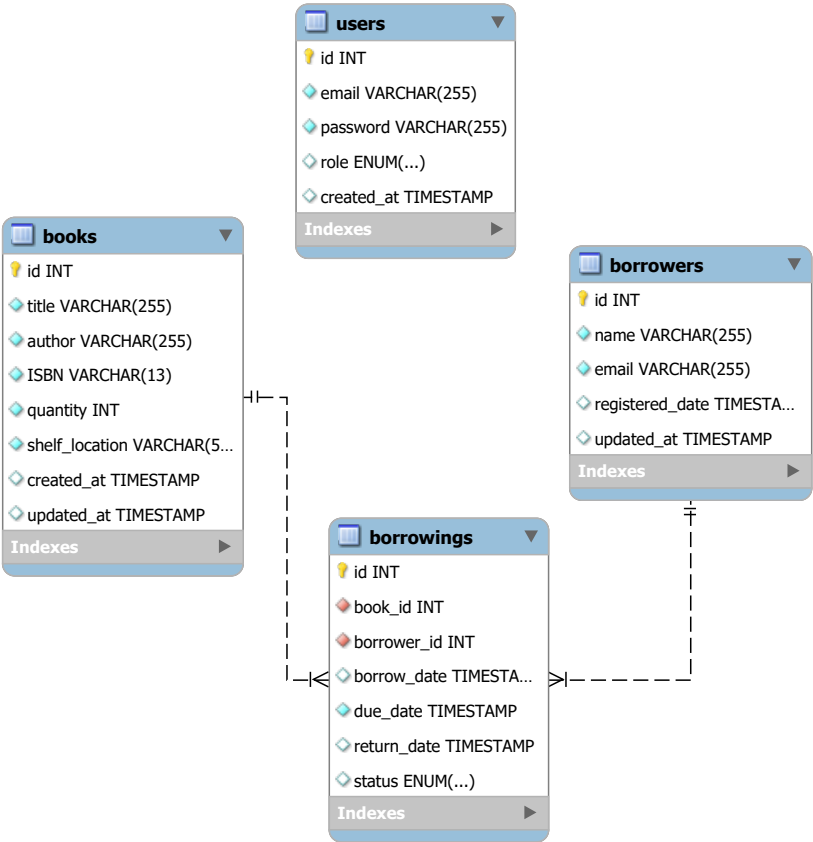 users
id INT
email VARCHAR(255)
password VARCHAR(255)
role ENUM(...)
created_at TIMESTAMP
Indexes
books
id INT
title VARCHAR(255)
author VARCHAR(255)
ISBN VARCHAR(13)
quantity INT
shelf_location VARCHAR(5...
created_at TIMESTAMP
updated_at TIMESTAMP
Indexes
borrowers
id INT
name VARCHAR(255)
email VARCHAR(255)
registered_date TIMESTA...
updated_at TIMESTAMP
Indexes
borrowings
id INT
book_id INT
borrower_id INT
borrow_date TIMESTA...
due_date TIMESTAMP
return_date TIMESTAMP
status ENUM(...)
Indexes